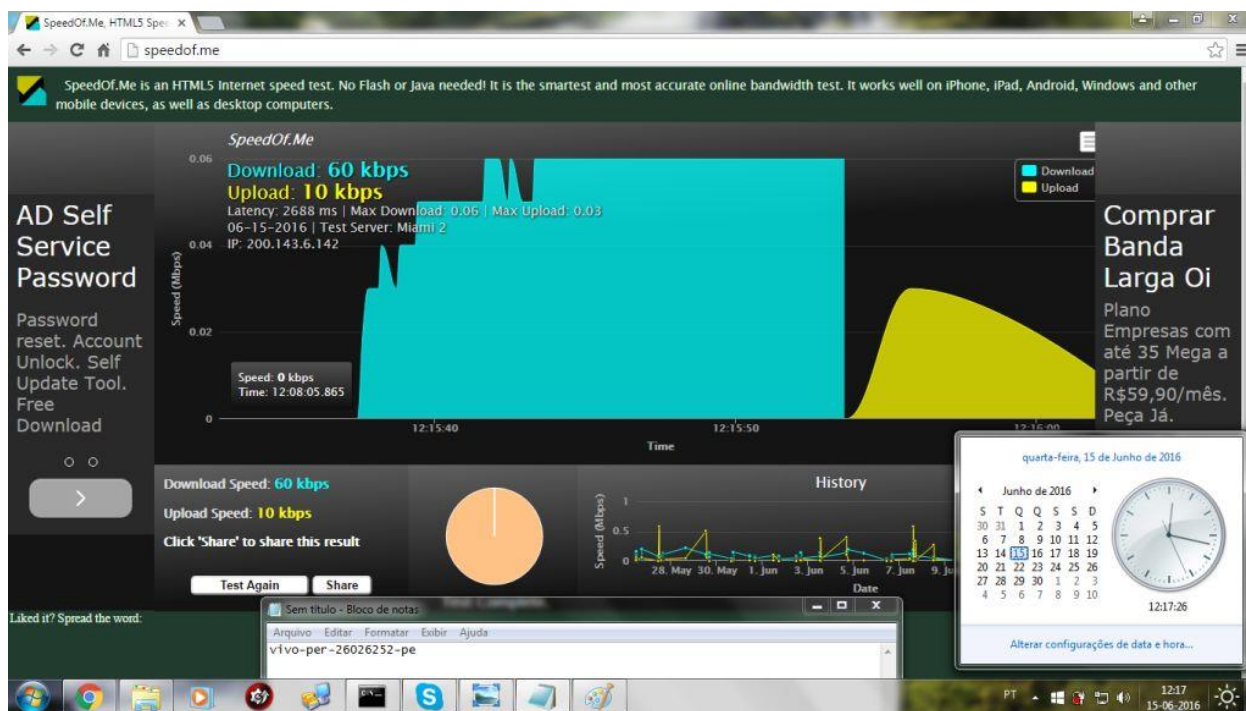 SpeedOf.Me, HTML5 Spee
speedof.me
SpeedOf.Me is an HTML5 Internet speed test. No Flash or Java needed! It is the smartest and most accurate online bandwidth test. It works well on iPhone, iPad, Android, Windows and other
mobile devices, as well as desktop computers.
SpeedOf.Me
Download: 60 kbps
Upload: 10 kbps
Latency: 2688 ms | Max Download: 0.06 | Max Upload: 0.03
06-15-2016 | Test Server: Miami 2
IP: 200.143.6.142
Download
Upload
0.06
0.04
0.02
0
Speed (Mbps)
Speed: 0 kbps
Time: 12:08:05.865
12:15:40
12:15:50
12:16:00
Time
AD Self
Service
Password
Password
reset. Account
Unlock. Self
Update Tool.
Free
Download
Comprar
Banda
Larga Oi
Plano
Empresas com
até 35 Mega a
partir de
R$59,90/mês.
Peça Já.
Download Speed: 60 kbps
Upload Speed: 10 kbps
Click 'Share' to share this result
Test Again
Share
History
Speed (Mbps)
1
0.5
0
28. May 30. May 1. Jun 3. Jun 5. Jun 7. Jun 9. Ju
Date
Test Complete.
Liked it? Spread the word:
Sem título - Bloco de notas
Arquivo Editar Formatar Exibir Ajuda
vivo-per-26026252-pe
quarta-feira, 15 de Junho de 2016
Junho de 2016
S T Q Q S S D
30 31 1 2 3 4 5
6 7 8 9 10 11 12
13 14 15 16 17 18 19
20 21 22 23 24 25 26
27 28 29 30 1 2 3
4 5 6 7 8 9 10
12:17:26
Alterar configurações de data e hora...
PT
12:17
15-06-2016